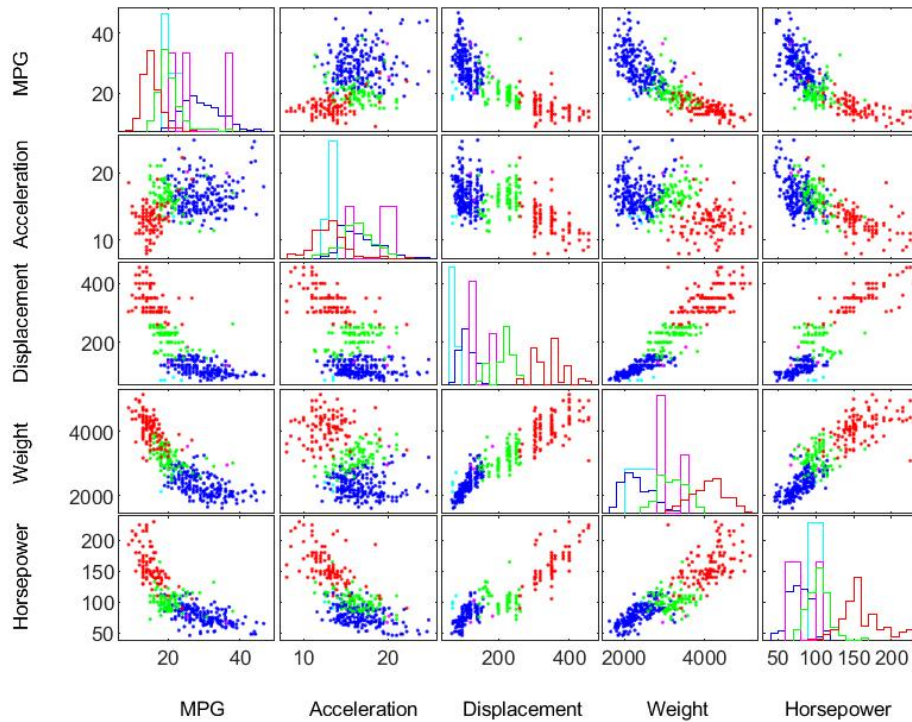 MPG
40
20
Acceleration
20
10
Displacement
400
200
Weight
4000
2000
Horsepower
200
150
100
50
20 40 10 20 200 400 2000 4000 50 100 150 200
MPG Acceleration Displacement Weight Horsepower